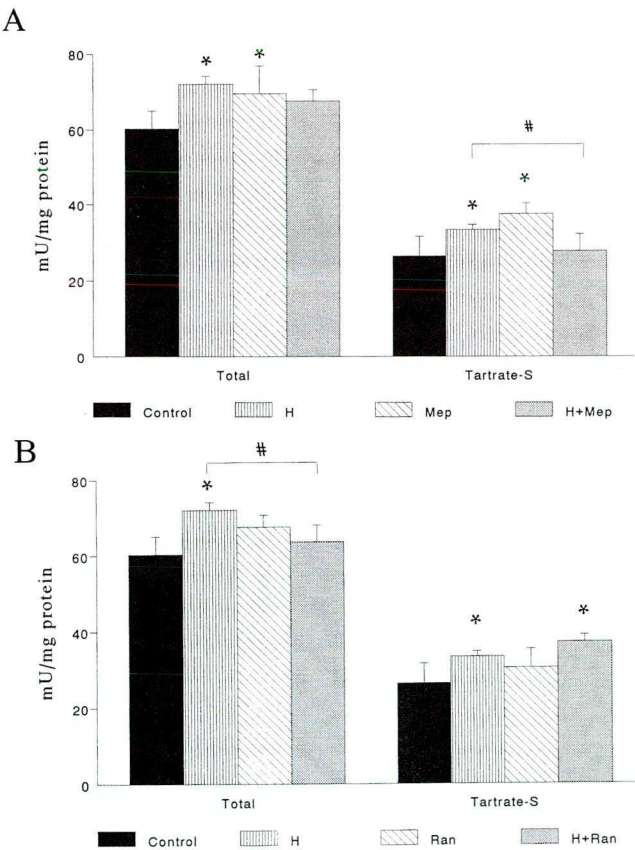 A
80
60
40
20
0
mU/mg protein
* *
* *
#
Total Tartrate-S
Control H Mep H+Mep
B
80
60
40
20
0
mU/mg protein
*
#
* *
Total Tartrate-S
Control H Ran H+Ran